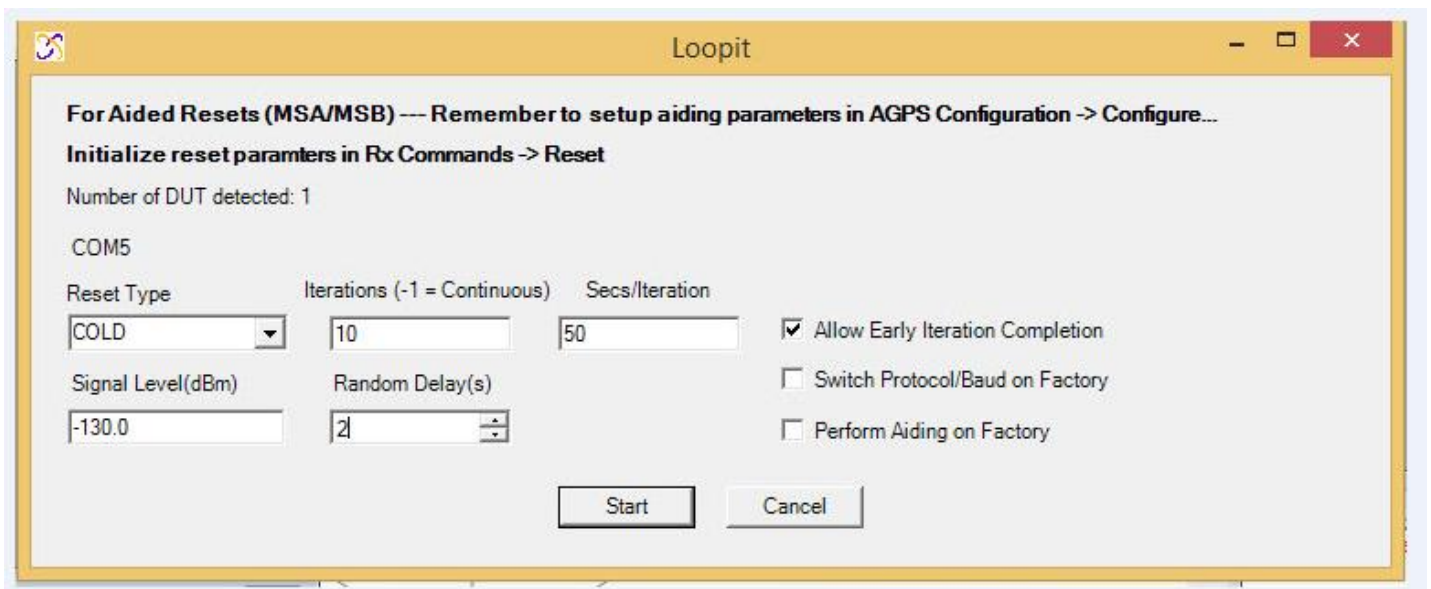 Loopit
For Aided Resets (MSA/MSB) --- Remember to setup aiding parameters in AGPS Configuration -> Configure...
Initialize reset paramters in Rx Commands -> Reset
Number of DUT detected: 1
COM5
Reset Type Iterations (-1 = Continuous) Secs/Iteration
COLD 10 50 Allow Early Iteration Completion
Signal Level(dBm) Random Delay(s) Switch Protocol/Baud on Factory
-130.0 2 Perform Aiding on Factory
Start Cancel